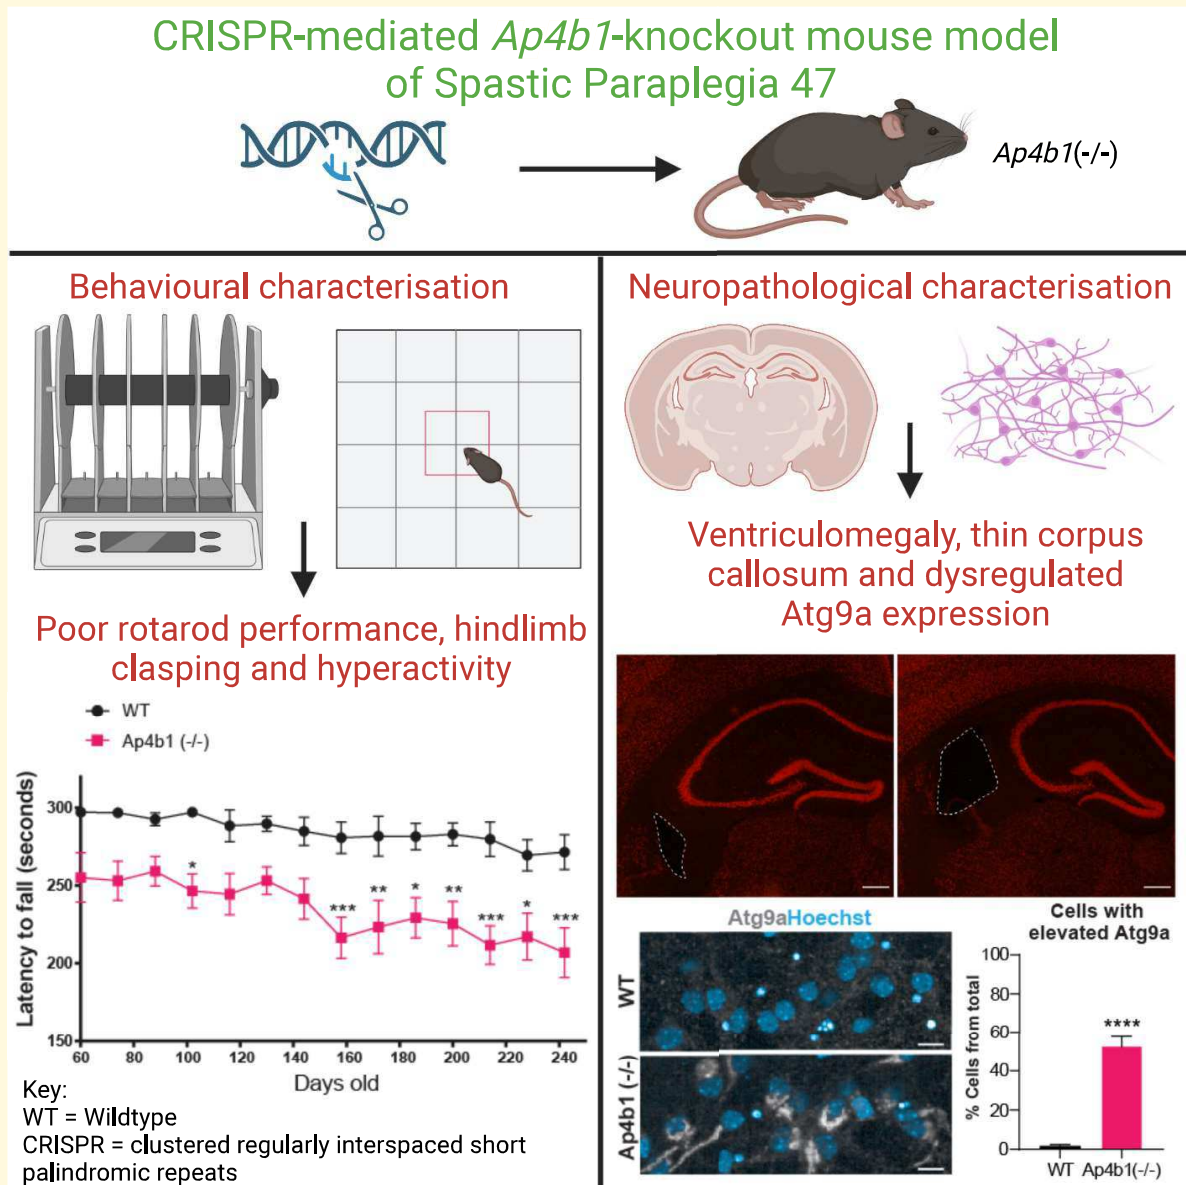 CRISPR-mediated Ap4b1-knockout mouse model
of Spastic Paraplegia 47
Ap4b1(-/-)
Behavioural characterisation
Poor rotarod performance, hindlimb
clasping and hyperactivity
WT
Ap4b1 (-/-)
Latency to fall (seconds)
300
250
200
150
*
***
**
*
**
***
*
***
60 80 100 120 140 160 180 200 220 240
Days old
Key:
WT = Wildtype
CRISPR = clustered regularly interspaced short
palindromic repeats
Neuropathological characterisation
Ventriculomegaly, thin corpus
callosum and dysregulated
Atg9a expression
Atg9aHoechst
WT
Ap4b1 (-/-)
Cells with
elevated Atg9a
% Cells from total
100
80
60
40
20
0
****
WT Ap4b1(-/-)